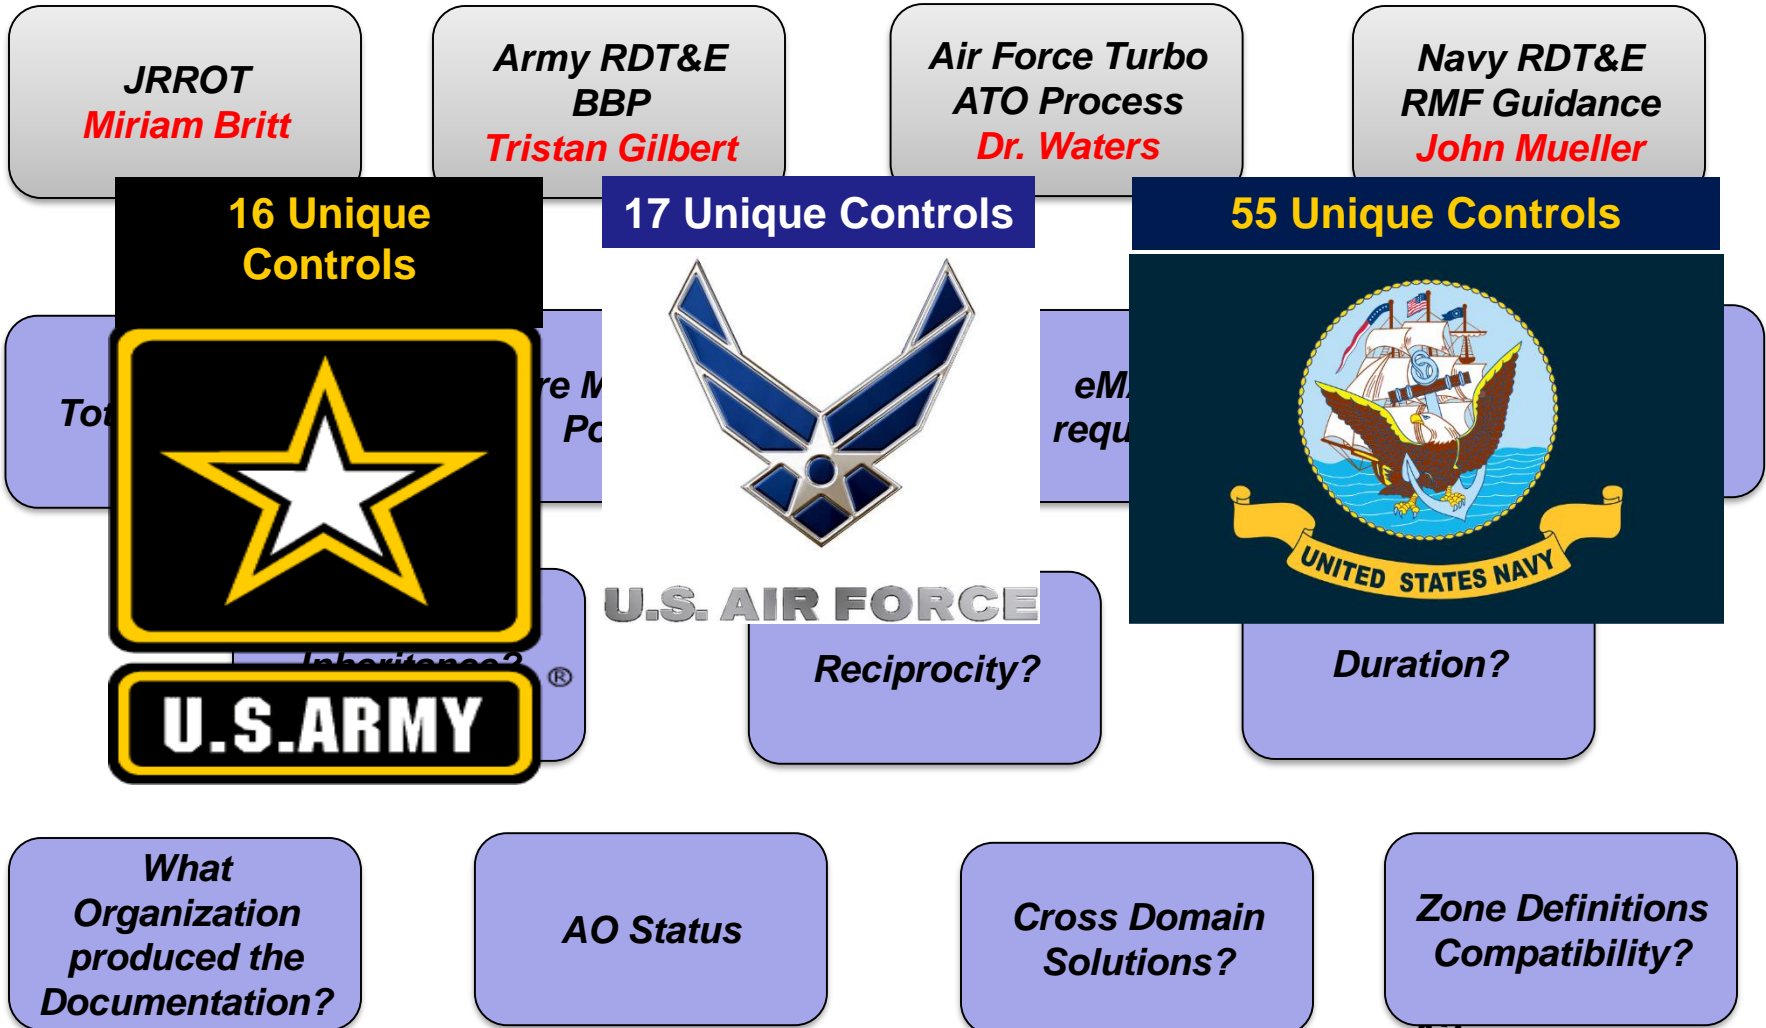 JRROT
Miriam Britt
Army RDT&E
BBP
Tristan Gilbert
Air Force Turbo
ATO Process
Dr. Waters
Navy RDT&E
RMF Guidance
John Mueller
16 Unique
Controls
17 Unique Controls
55 Unique Controls
U.S. AIR FORCE
UNITED STATES NAVY
Inheritance?
®
U.S.ARMY
Reciprocity?
Duration?
What
Organization
produced the
Documentation?
AO Status
Cross Domain
Solutions?
Zone Definitions
Compatibility?